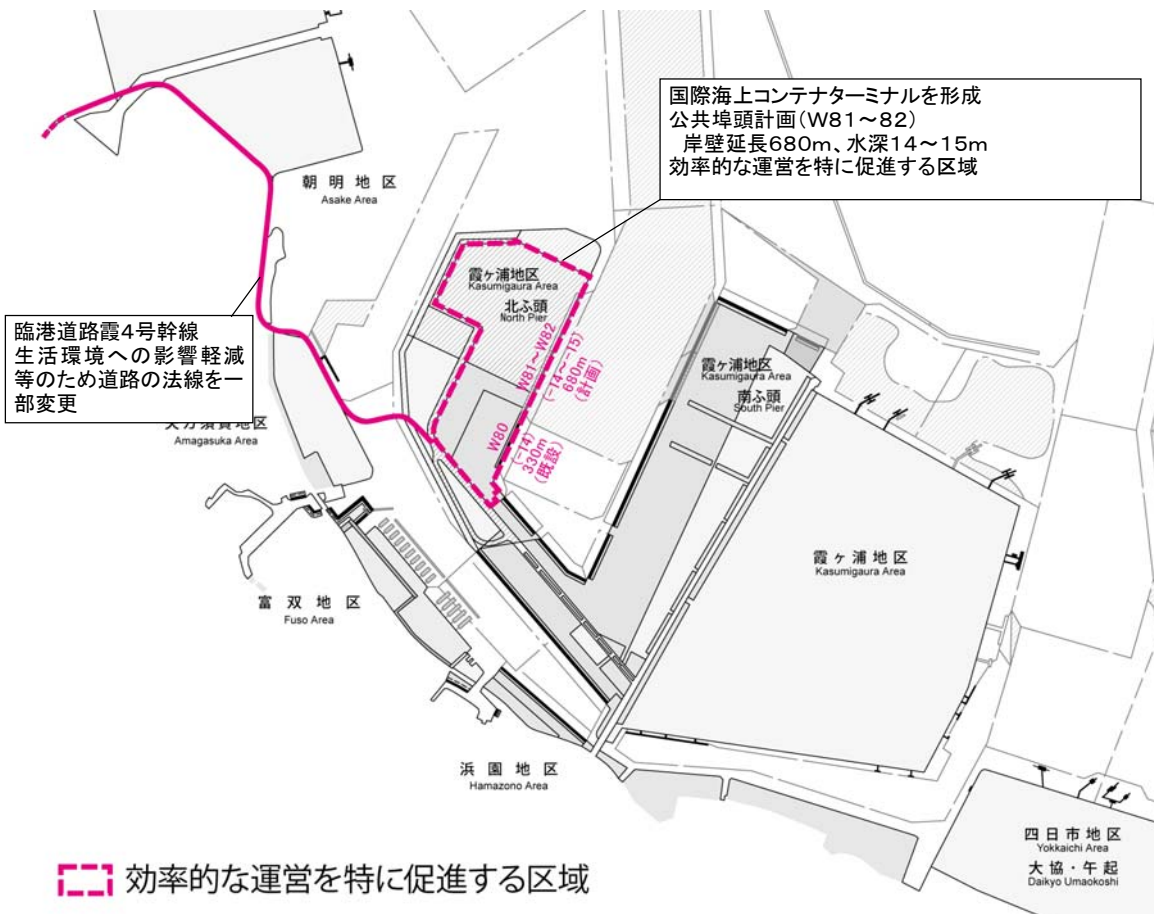 国際海上コンテナターミナルを形成
公共埠頭計画(W81～82)
岸壁延長680m、水深14～15m
効率的な運営を特に促進する区域
朝明地区
Asake Area
霞ヶ浦地区
Kasumigaura Area
北ふ頭
North Pier
臨港道路霞4号幹線
生活環境への影響軽減
等のため道路の法線を一
部変更
W81～W82
(-14～-15)
680m
(計画)
W80
(-14)
330m
(既設)
霞ヶ浦地区
Kasumigaura Area
南ふ頭
South Pier
地区
Amagasuka Area
霞ヶ浦地区
Kasumigaura Area
富双地区
Fuso Area
浜園地区
Hamazono Area
四日市地区
Yokkaichi Area
大協・午起
Daikyo Umaokoshi
効率的な運営を特に促進する区域